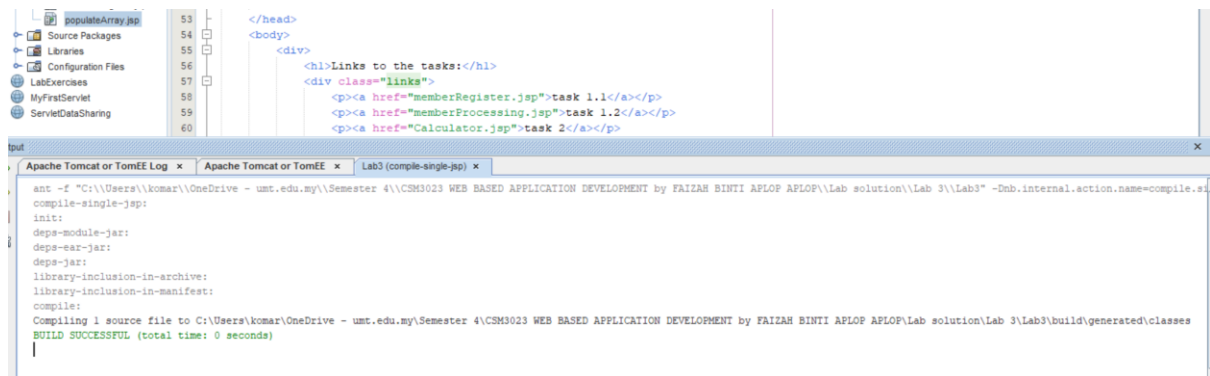 populateArray.jsp
Source Packages
Libraries
Configuration Files
LabExercises
MyFirstServlet
ServletDataSharing
53 </head>
54 <body>
55 <div>
56 <h1>Links to the tasks:</h1>
57 <div class="links">
58 <p><a href="memberRegister.jsp">task 1.1</a></p>
59 <p><a href="memberProcessing.jsp">task 1.2</a></p>
60 <p><a href="Calculator.jsp">task 2</a></p>
tput ×
Apache Tomcat or TomEE Log × Apache Tomcat or TomEE × Lab3 (compile-single-jsp) ×
ant -f "C:\\Users\\komar\\OneDrive - umt.edu.my\\Semester 4\\CSM3023 WEB BASED APPLICATION DEVELOPMENT by FAIZAH BINTI APLOP APLOP\\Lab solution\\Lab 3\\Lab3" -Dnb.internal.action.name=compile.si
compile-single-jsp:
init:
deps-module-jar:
deps-ear-jar:
deps-jar:
library-inclusion-in-archive:
library-inclusion-in-manifest:
compile:
Compiling 1 source file to C:\Users\komar\OneDrive - umt.edu.my\Semester 4\CSM3023 WEB BASED APPLICATION DEVELOPMENT by FAIZAH BINTI APLOP APLOP\Lab solution\Lab 3\Lab3\build\generated\classes
BUILD SUCCESSFUL (total time: 0 seconds)